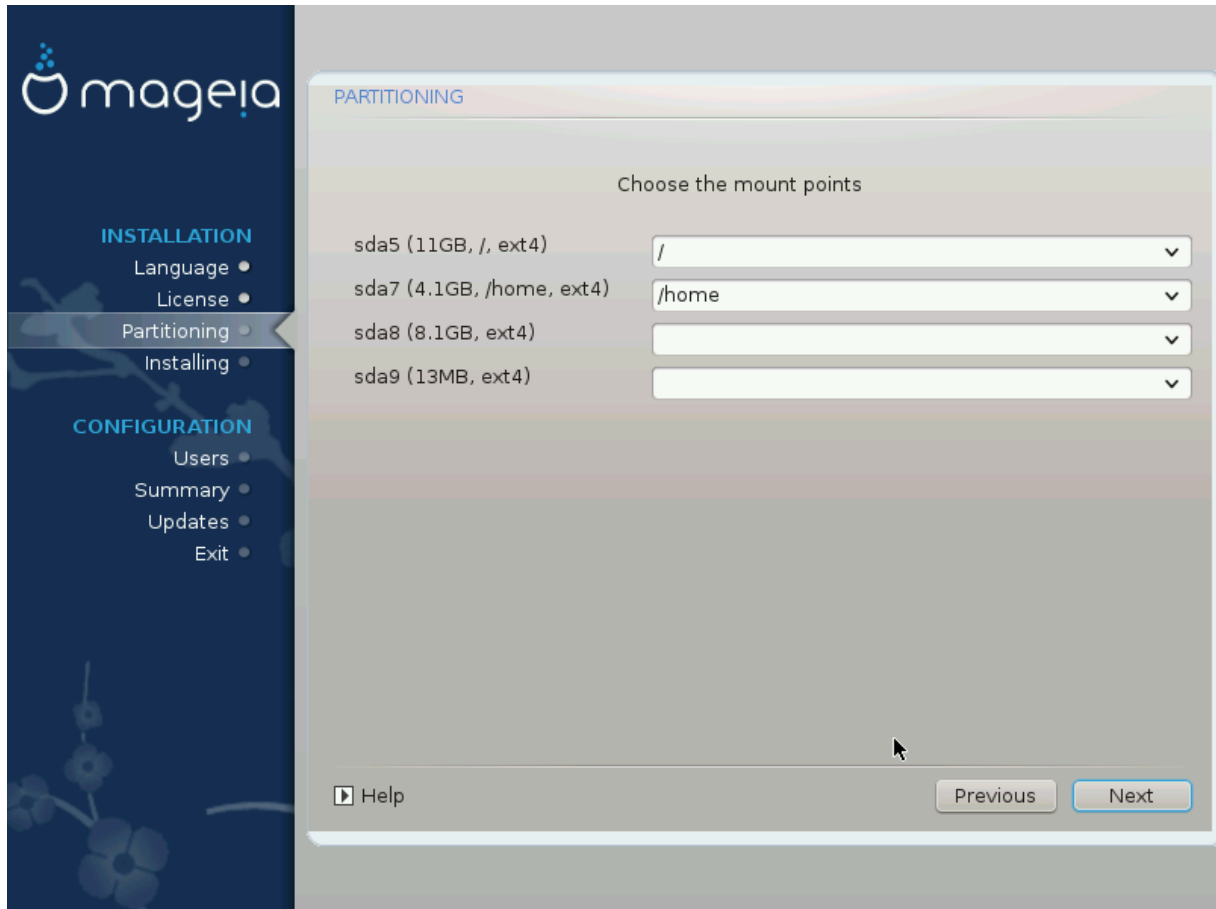 mageia
INSTALLATION
Language
License
Partitioning
Installing
CONFIGURATION
Users
Summary
Updates
Exit
PARTITIONING
Choose the mount points
sda5 (11GB, /, ext4) /
sda7 (4.1GB, /home, ext4) /home
sda8 (8.1GB, ext4)
sda9 (13MB, ext4)
Help Previous Next